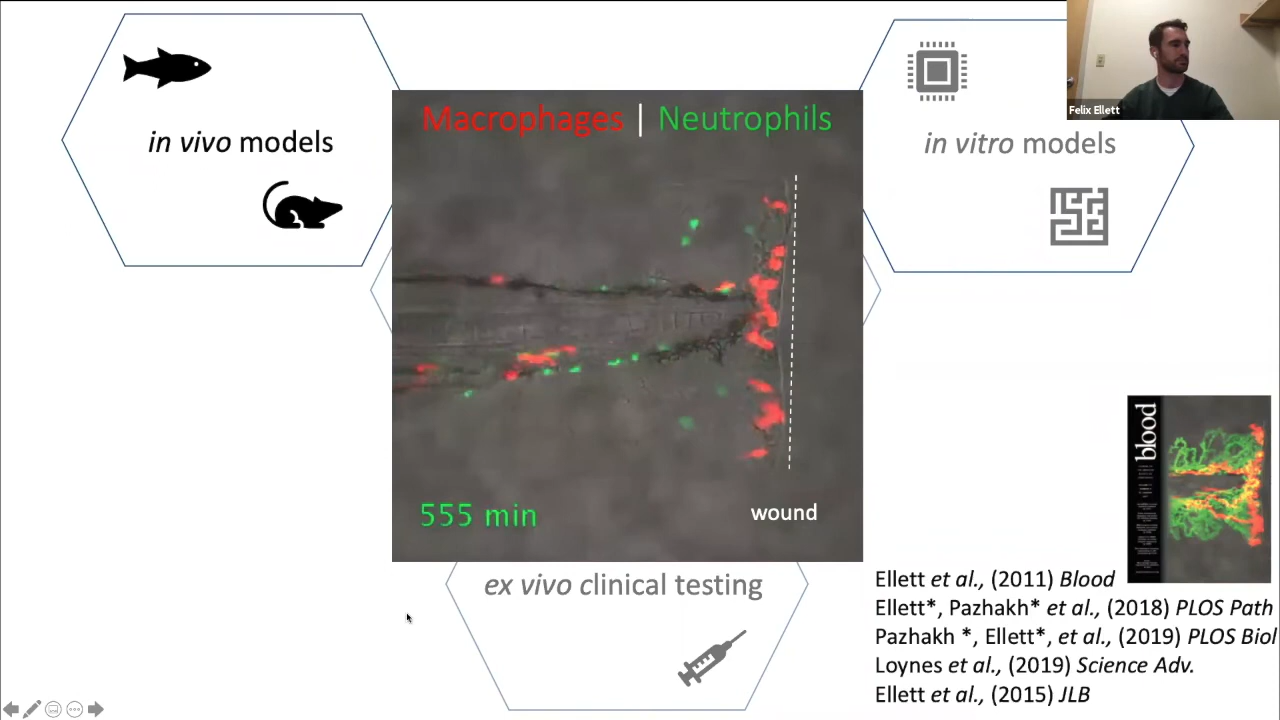 Felix Ellett
in vivo models
in vitro models
Macrophages | Neutrophils
555 min
wound
ex vivo clinical testing
blood
Ellett et al., (2011) Blood
Ellett*, Pazhakh* et al., (2018) PLOS Path
Pazhakh *, Ellett*, et al., (2019) PLOS Biol
Loynes et al., (2019) Science Adv.
Ellett et al., (2015) JLB